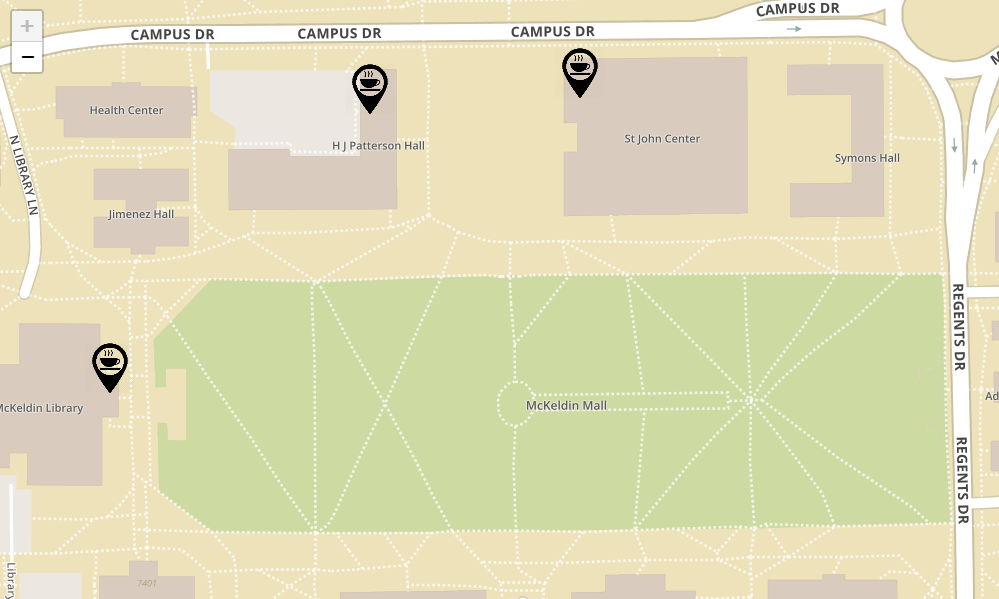 CAMPUS DR
+
CAMPUS DR
CAMPUS DR
CAMPUS DR
−
Health Center
H J Patterson Hall
St John Center
Symons Hall
N LIBRARY LN
Jimenez Hall
REGENTS DR
McKeldin Library
McKeldin Mall
REGENTS DR
Library
7401